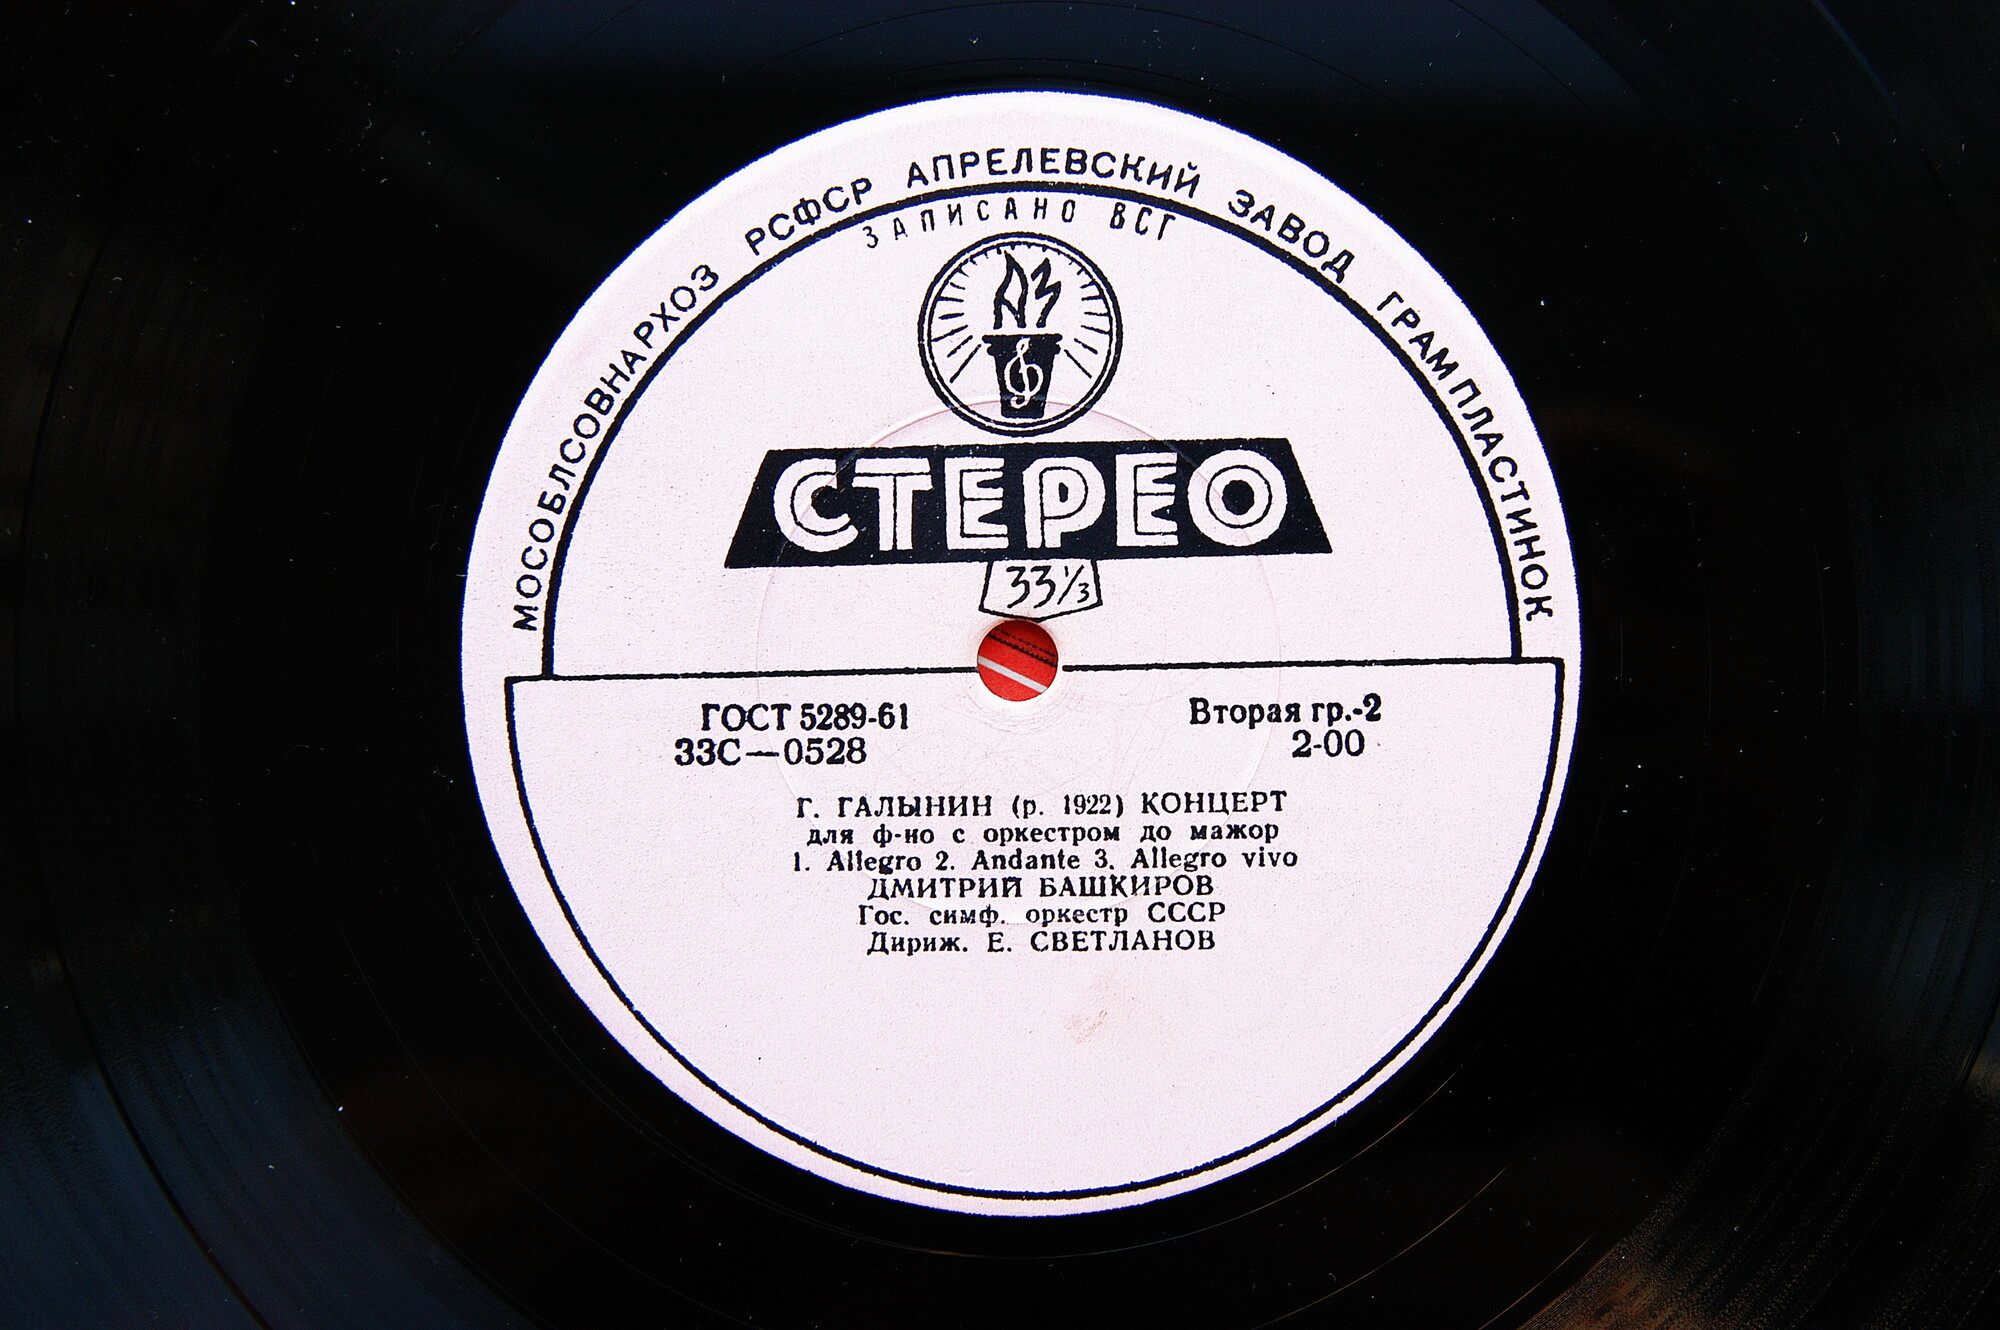 МОСОБЛСОВНАРХОЗ РСФСР АПРЕЛЕВСКИЙ ЗАВОД ГРАМПЛАСТИНОК
ЗАПИСАНО ВСГ
АЗ
СТЕРЕО
33⅓
ГОСТ 5289-61
33С—0528
Вторая гр.-2
2-00
Г. ГАЛЫНИН (р. 1922) КОНЦЕРТ
для ф-но с оркестром до мажор
1. Allegro 2. Andante 3. Allegro vivo
ДМИТРИЙ БАШКИРОВ
Гос. симф. оркестр СССР
Дириж. Е. СВЕТЛАНОВ